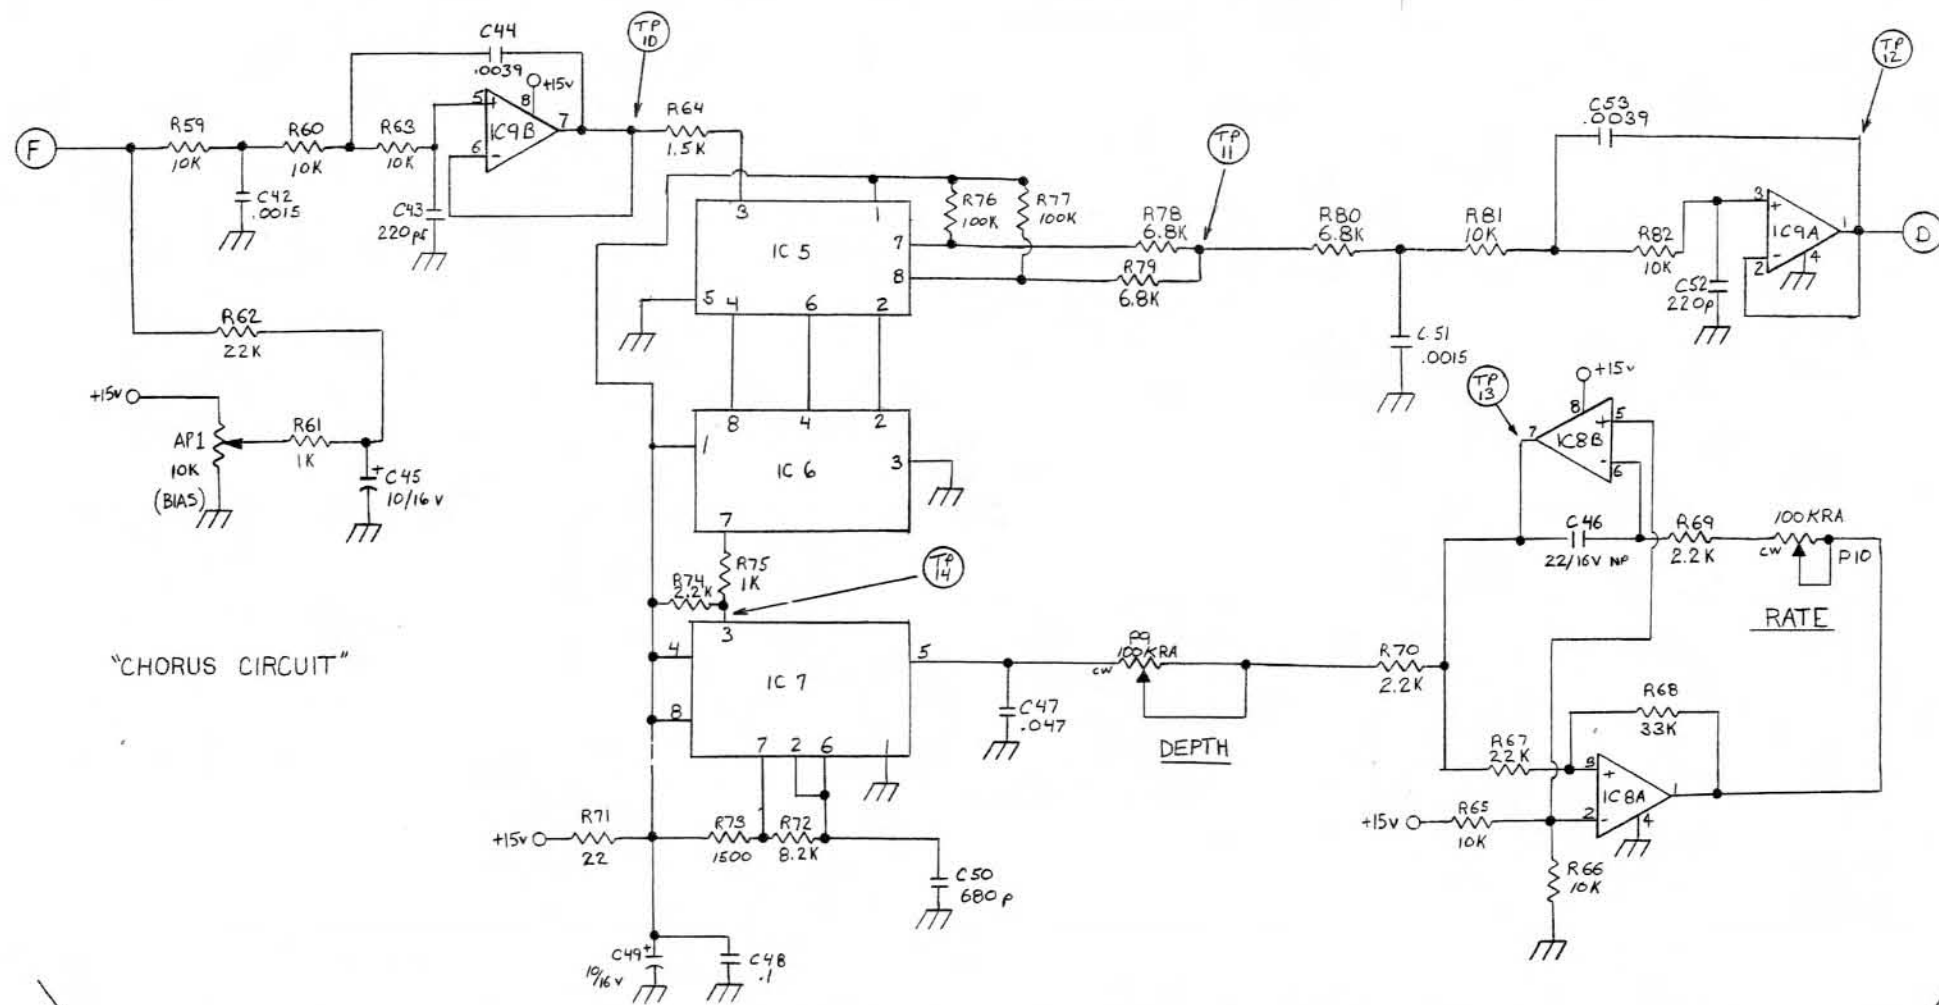 C44
.0039
TP
10
+15v
8
5
+
IC9B
7
6
-
F
R59
10K
R60
10K
R63
10K
C42
.0015
C43
220pf
R64
1.5K
R62
22K
+15v
AP1
10K
(BIAS)
R61
1K
+
C45
10/16 V
3
1
IC 5
7
8
5
4
6
2
R76
100K
R77
100K
R78
6.8K
R79
6.8K
TP
11
R80
6.8K
R81
10K
C53
.0039
TP
12
R82
10K
3
+
IC9A
1
-
2
4
D
C52
220p
C51
.0015
8
4
2
1
IC 6
3
7
R75
1K
R74
2.2K
TP
14
3
4
IC 7
5
8
7
2
6
1
TP
13
+15v
8
5
+
7
IC8B
-
6
C46
22/16V NP
R69
2.2K
100KRA
CW
P10
RATE
P9
100KRA
CW
DEPTH
C47
.047
R70
2.2K
R68
33K
R67
22K
3
+
IC8A
1
2
-
4
+15v
R65
10K
R66
10K
"CHORUS CIRCUIT"
+15v
R71
22
R73
1500
R72
8.2K
C50
680p
C49
+
10/16 V
C48
.1